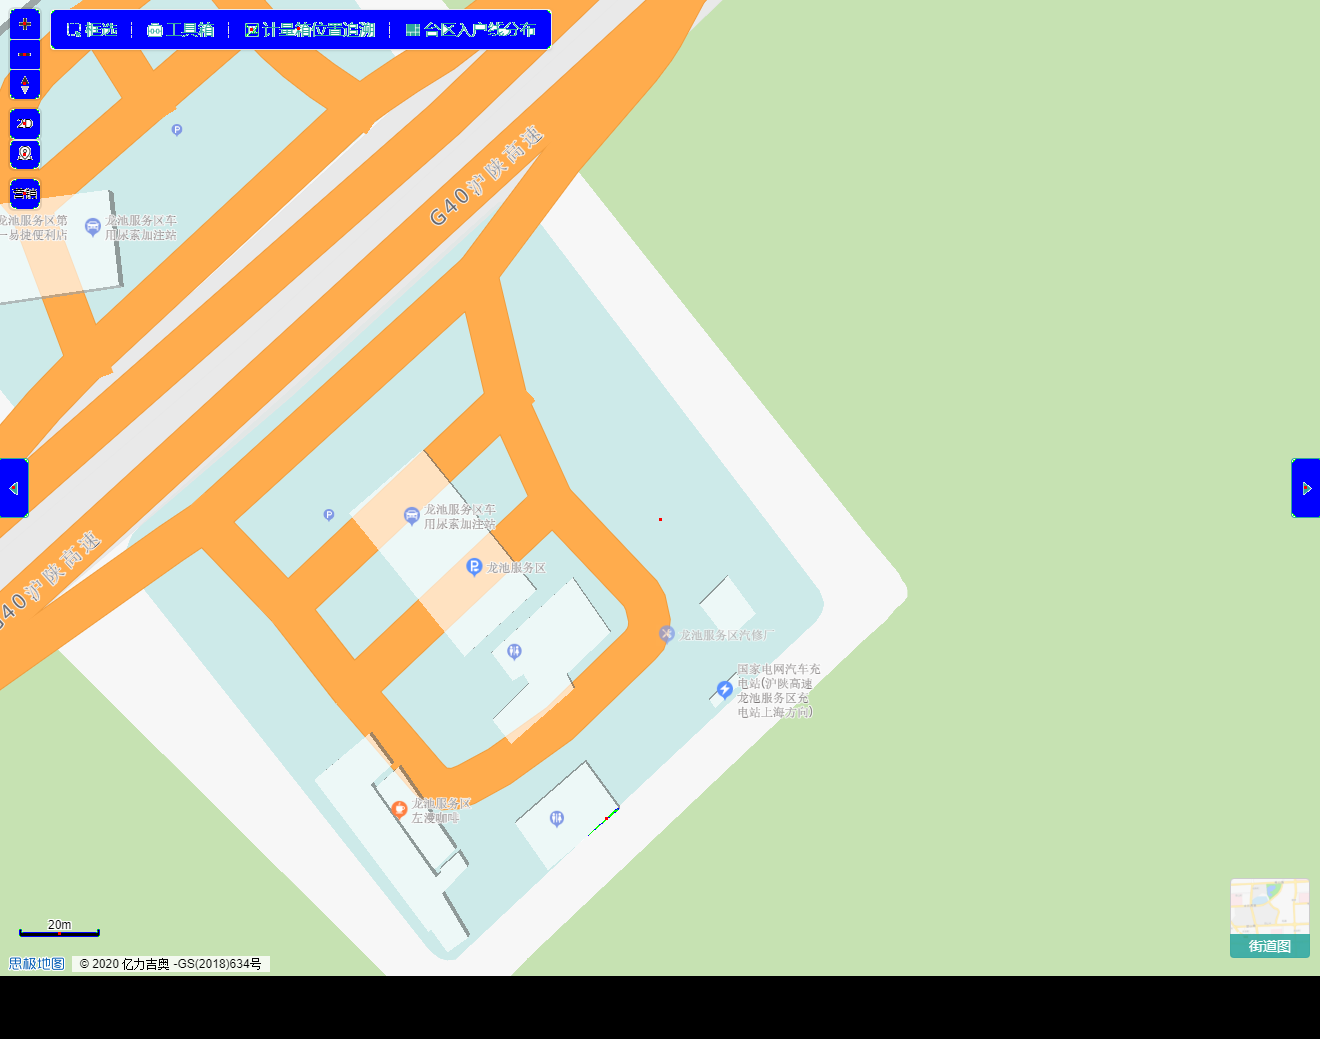 框选 工具箱 计量箱位置追溯 台区入户线分布
2D
G40沪陕高速
龙池服务区第
一易捷便利店
龙池服务区车
用尿素加注站
龙池服务区车
用尿素加注站
龙池服务区
G40沪陕高速
龙池服务区汽修厂
国家电网汽车充
电站(沪陕高速
龙池服务区充
电站上海方向)
龙池服务区
左漫咖啡
20m
思极地图 © 2020 亿力吉奥 -GS(2018)634号
街道图